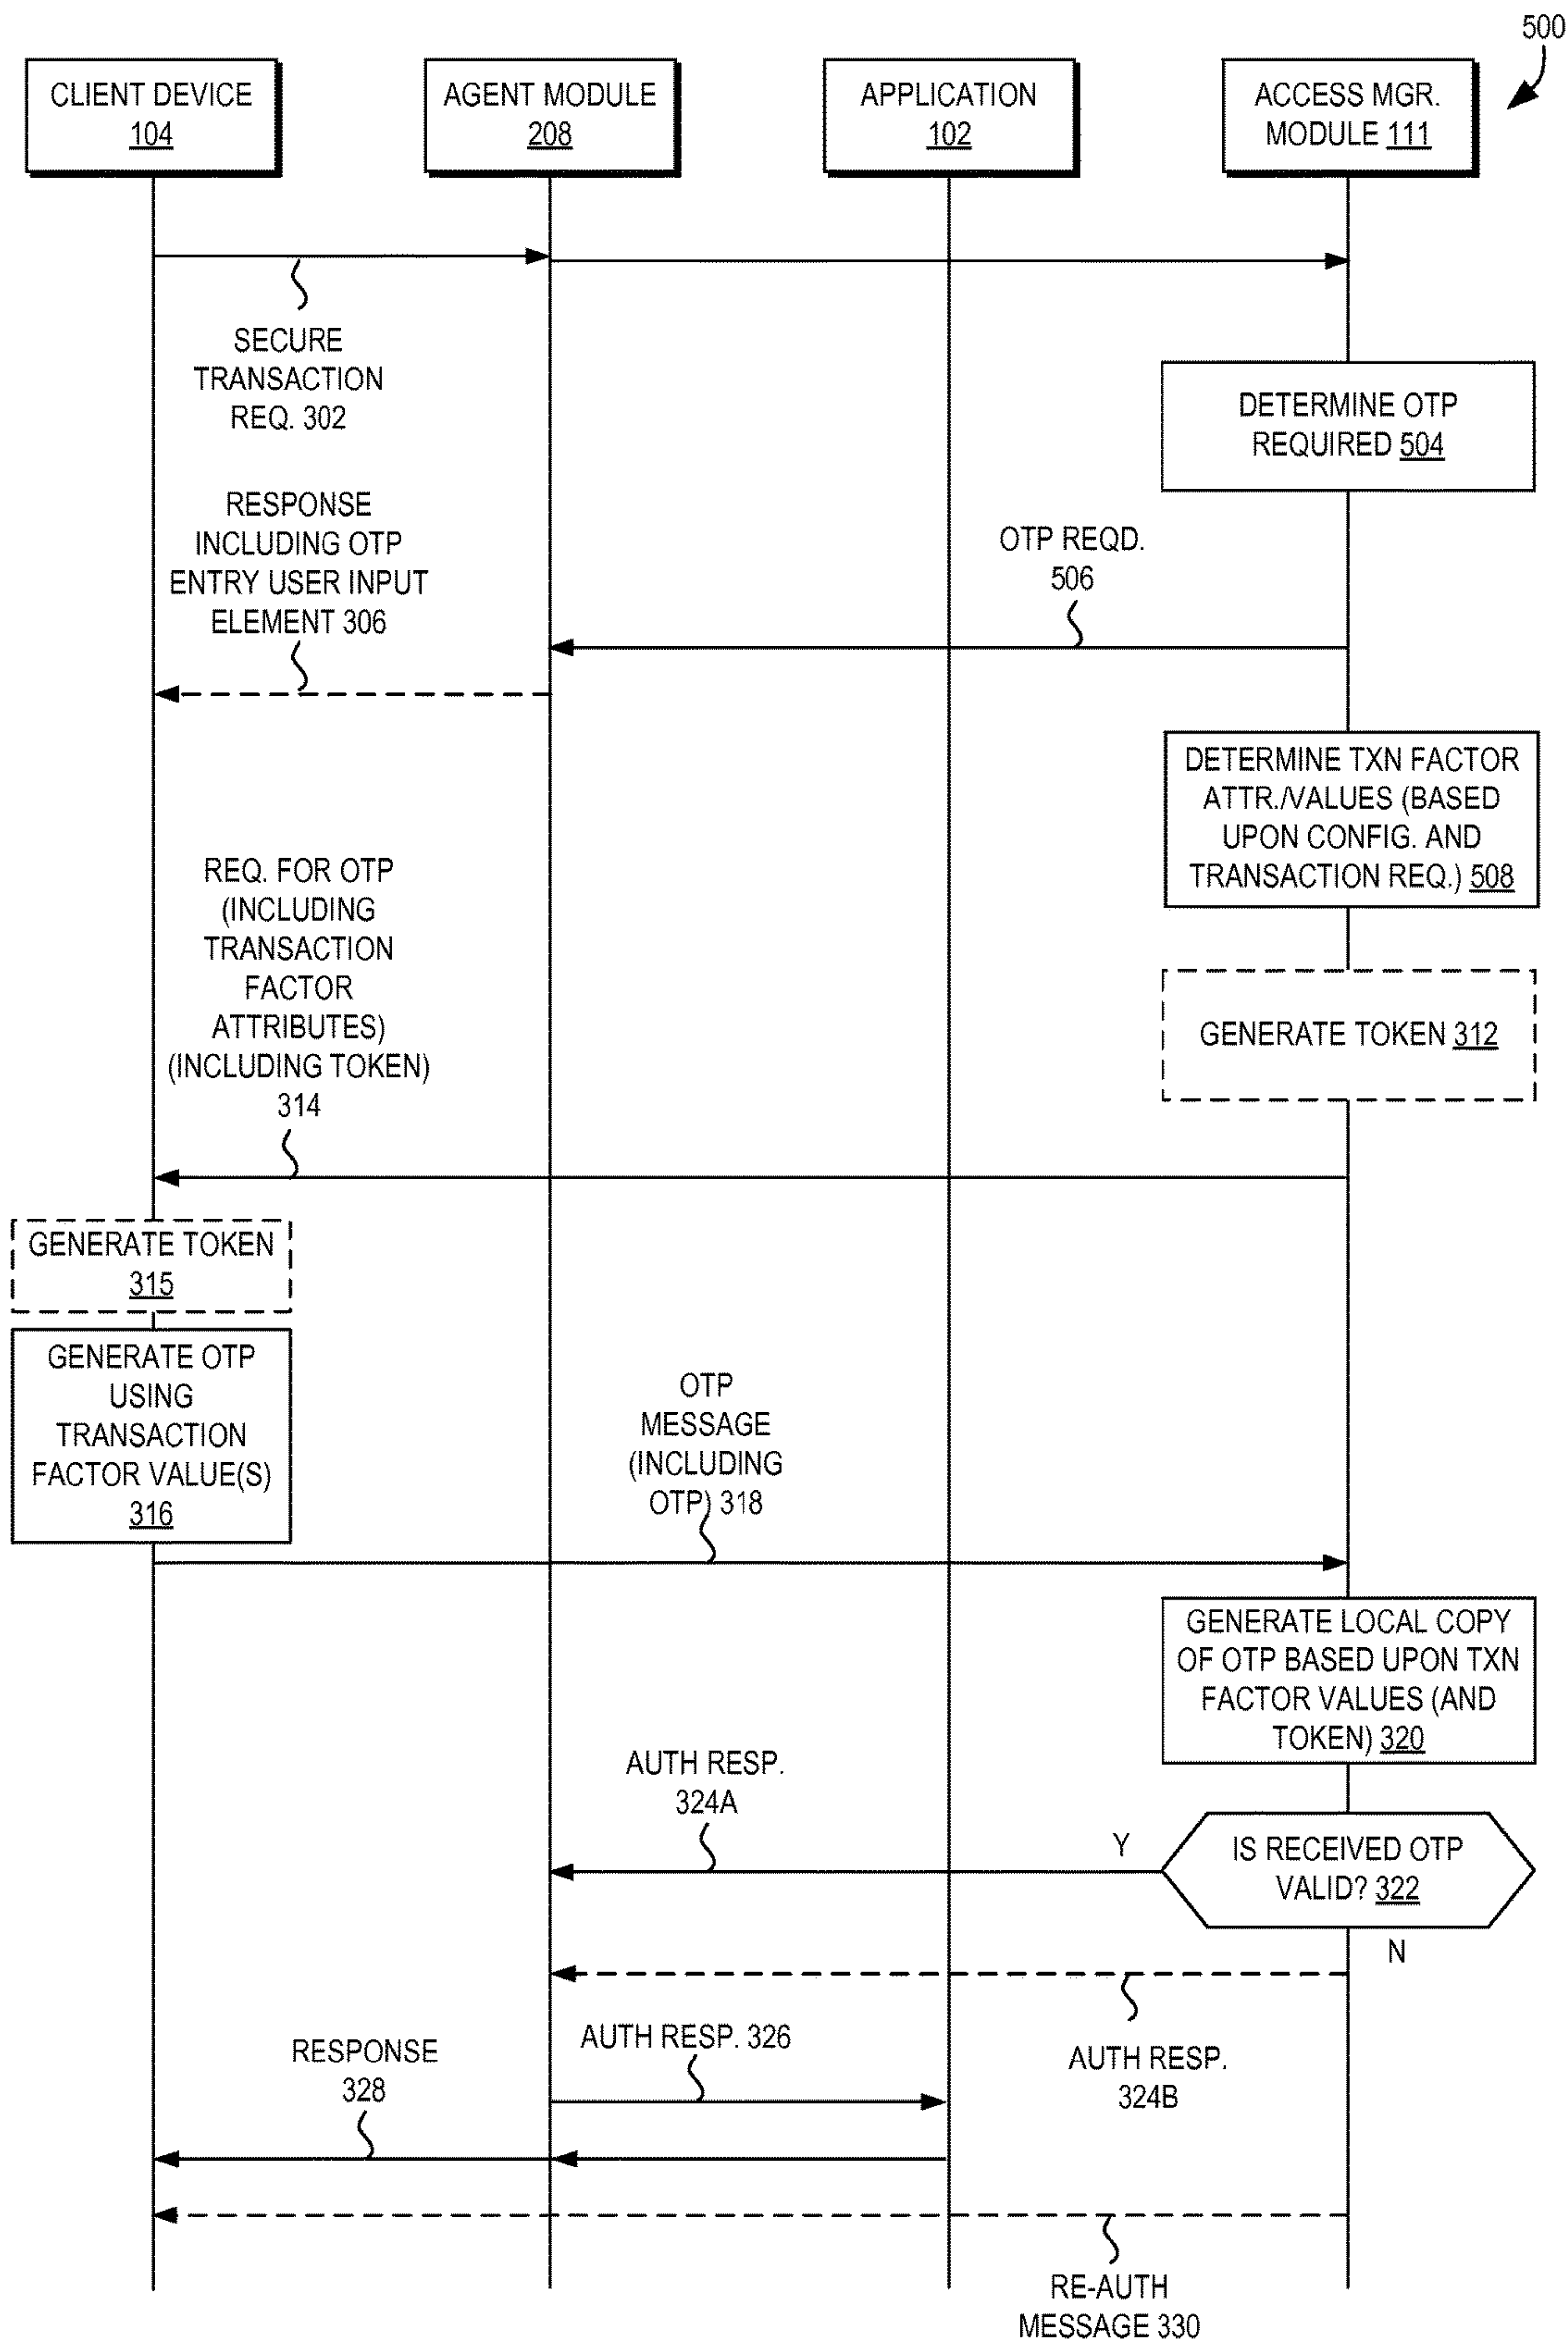 500
CLIENT DEVICE
104
AGENT MODULE
208
APPLICATION
102
ACCESS MGR.
MODULE 111
SECURE
TRANSACTION
REQ. 302
DETERMINE OTP
REQUIRED 504
RESPONSE
INCLUDING OTP
ENTRY USER INPUT
ELEMENT 306
OTP REQD.
506
DETERMINE TXN FACTOR
ATTR./VALUES (BASED
UPON CONFIG. AND
TRANSACTION REQ.) 508
REQ. FOR OTP
(INCLUDING
TRANSACTION
FACTOR
ATTRIBUTES)
(INCLUDING TOKEN)
314
GENERATE TOKEN 312
GENERATE TOKEN
315
GENERATE OTP
USING
TRANSACTION
FACTOR VALUE(S)
316
OTP
MESSAGE
(INCLUDING
OTP) 318
GENERATE LOCAL COPY
OF OTP BASED UPON TXN
FACTOR VALUES (AND
TOKEN) 320
AUTH RESP.
324A
Y
IS RECEIVED OTP
VALID? 322
N
AUTH RESP. 326
RESPONSE
328
AUTH RESP.
324B
RE-AUTH
MESSAGE 330